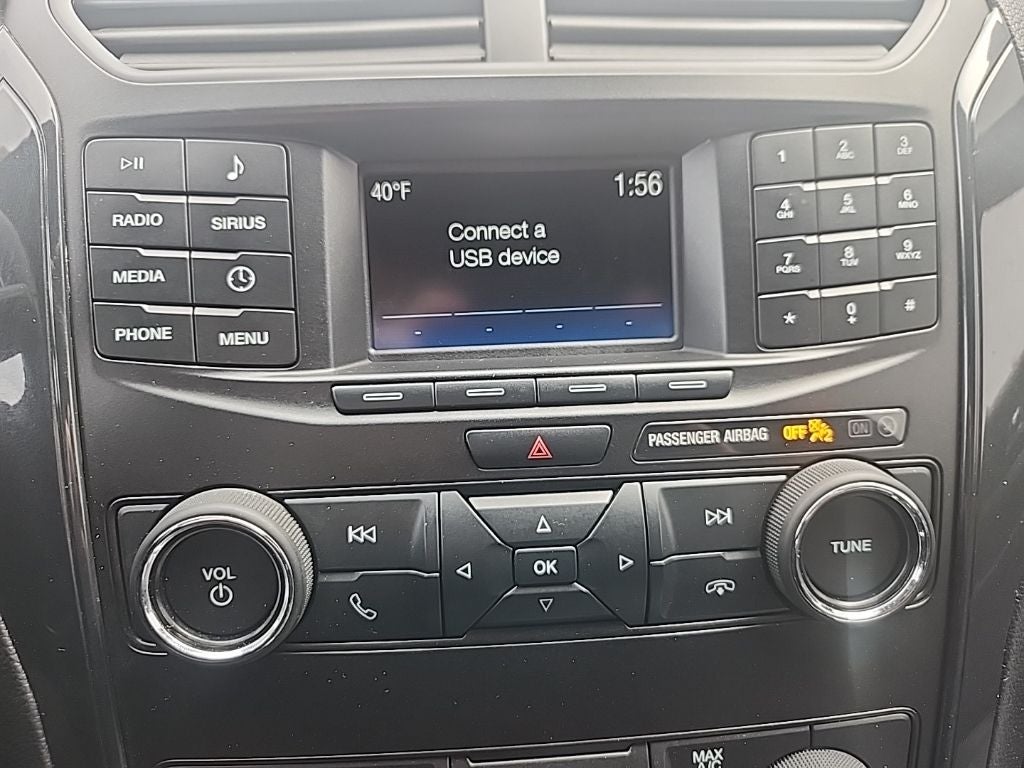 40°F
1:56
Connect a
USB device
RADIO
SIRIUS
MEDIA
PHONE
MENU
1
2
ABC
3
DEF
4
GHI
5
JKL
6
MNO
7
PQRS
8
TUV
9
WXYZ
*
0
+
#
PASSENGER AIRBAG OFF 2 ON
VOL
OK
TUNE
MAX
A/C